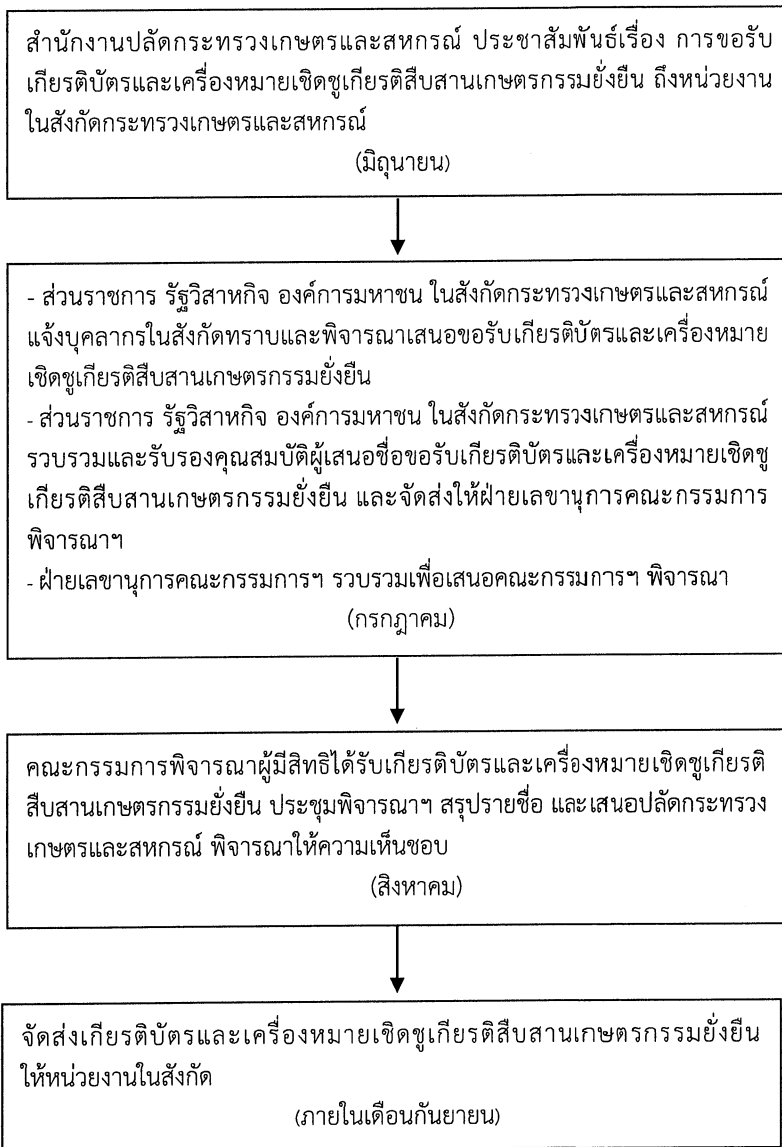 สำนักงานปลัดกระทรวงเกษตรและสหกรณ์ ประชาสัมพันธ์เรื่อง การขอรับ
เกียรติบัตรและเครื่องหมายเชิดชูเกียรติสืบสานเกษตรกรรมยั่งยืน ถึงหน่วยงาน
ในสังกัดกระทรวงเกษตรและสหกรณ์
(มิถุนายน)
- ส่วนราชการ รัฐวิสาหกิจ องค์การมหาชน ในสังกัดกระทรวงเกษตรและสหกรณ์
แจ้งบุคลากรในสังกัดทราบและพิจารณาเสนอขอรับเกียรติบัตรและเครื่องหมาย
เชิดชูเกียรติสืบสานเกษตรกรรมยั่งยืน
- ส่วนราชการ รัฐวิสาหกิจ องค์การมหาชน ในสังกัดกระทรวงเกษตรและสหกรณ์
รวบรวมและรับรองคุณสมบัติผู้เสนอชื่อขอรับเกียรติบัตรและเครื่องหมายเชิดชู
เกียรติสืบสานเกษตรกรรมยั่งยืน และจัดส่งให้ฝ่ายเลขานุการคณะกรรมการ
พิจารณาฯ
- ฝ่ายเลขานุการคณะกรรมการฯ รวบรวมเพื่อเสนอคณะกรรมการฯ พิจารณา
(กรกฎาคม)
คณะกรรมการพิจารณาผู้มีสิทธิได้รับเกียรติบัตรและเครื่องหมายเชิดชูเกียรติ
สืบสานเกษตรกรรมยั่งยืน ประชุมพิจารณาฯ สรุปรายชื่อ และเสนอปลัดกระทรวง
เกษตรและสหกรณ์ พิจารณาให้ความเห็นชอบ
(สิงหาคม)
จัดส่งเกียรติบัตรและเครื่องหมายเชิดชูเกียรติสืบสานเกษตรกรรมยั่งยืน
ให้หน่วยงานในสังกัด
(ภายในเดือนกันยายน)